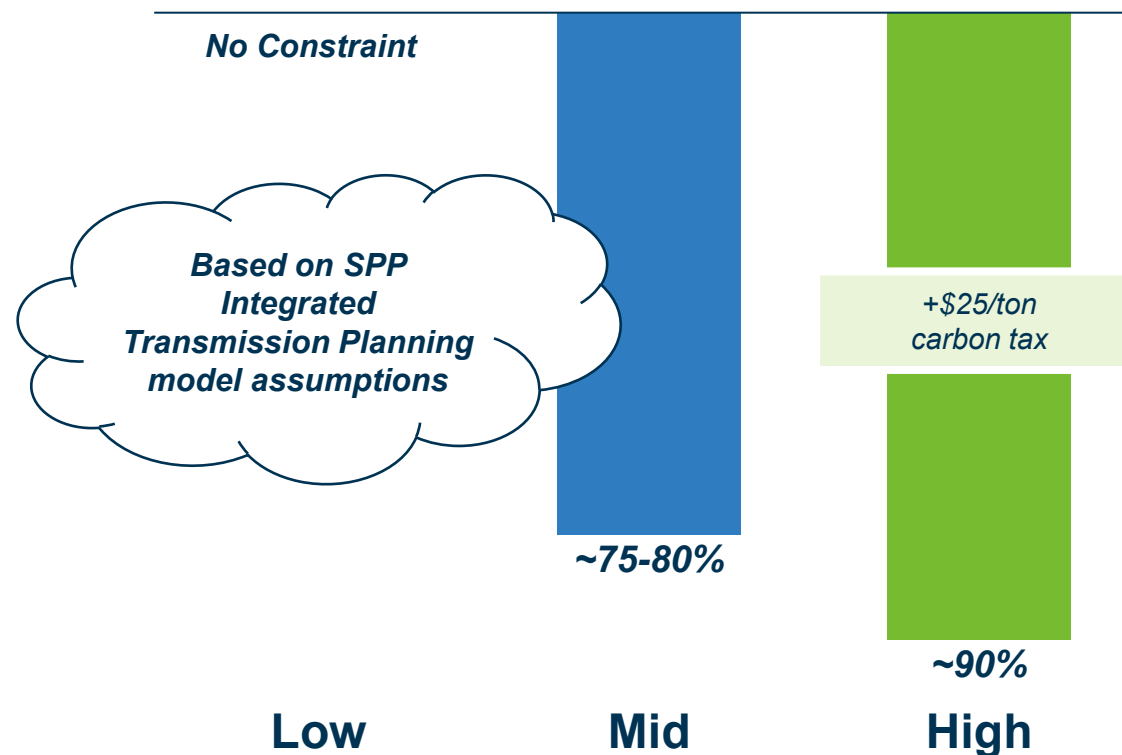 No Constraint
Based on SPP
Integrated
Transmission Planning
model assumptions
+$25/ton
carbon tax
~75-80%
~90%
Low
Mid
High